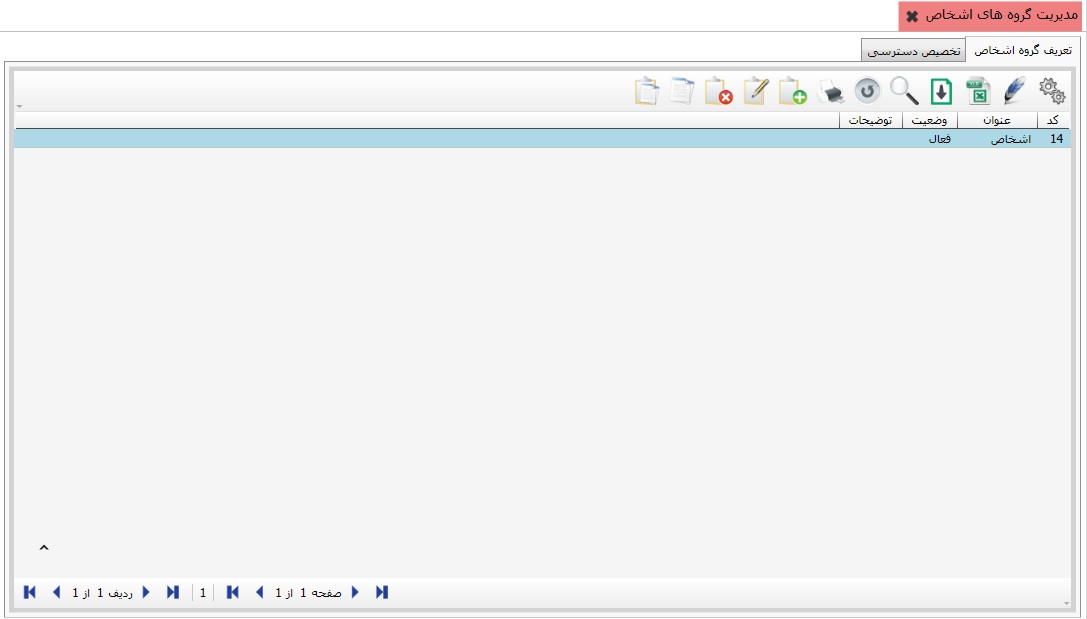 مدیریت گروه های اشخاص
تعریف گروه اشخاص تخصیص دسترسی
کد عنوان وضعیت توضیحات
14 اشخاص فعال
صفحه 1 از 1 1 ردیف 1 از 1